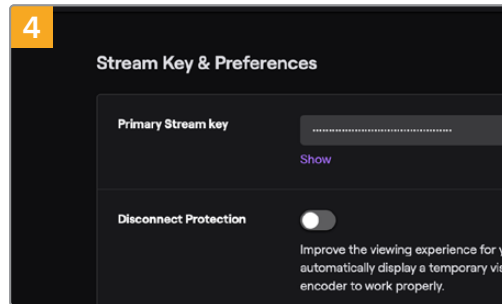 4
Stream Key & Preferences
Primary Stream key
Show
Disconnect Protection
Improve the viewing experience for
automatically display a temporary
encoder to work properly.